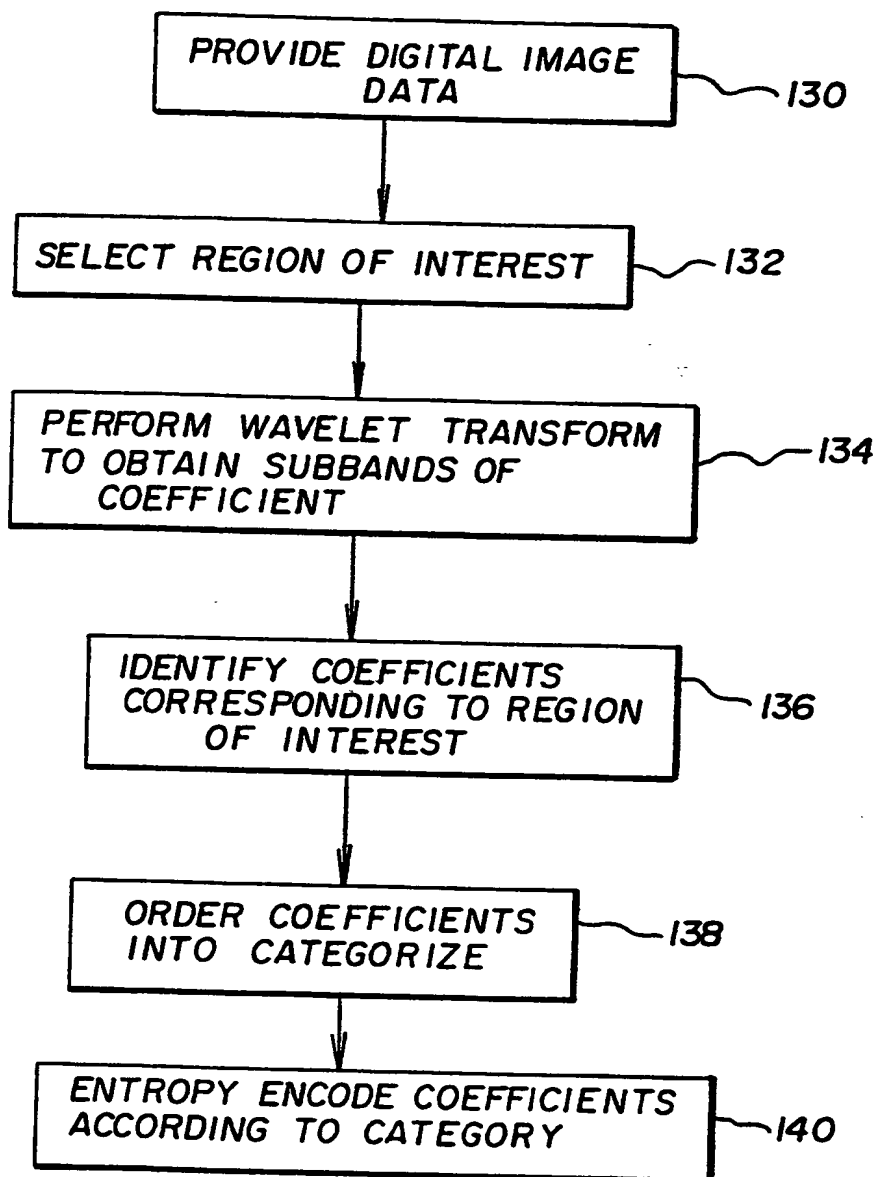 PROVIDE DIGITAL IMAGE
DATA
130
SELECT REGION OF INTEREST
132
PERFORM WAVELET TRANSFORM
TO OBTAIN SUBBANDS OF
COEFFICIENT
134
IDENTIFY COEFFICIENTS
CORRESPONDING TO REGION
OF INTEREST
136
ORDER COEFFICIENTS
INTO CATEGORIZE
138
ENTROPY ENCODE COEFFICIENTS
ACCORDING TO CATEGORY
140